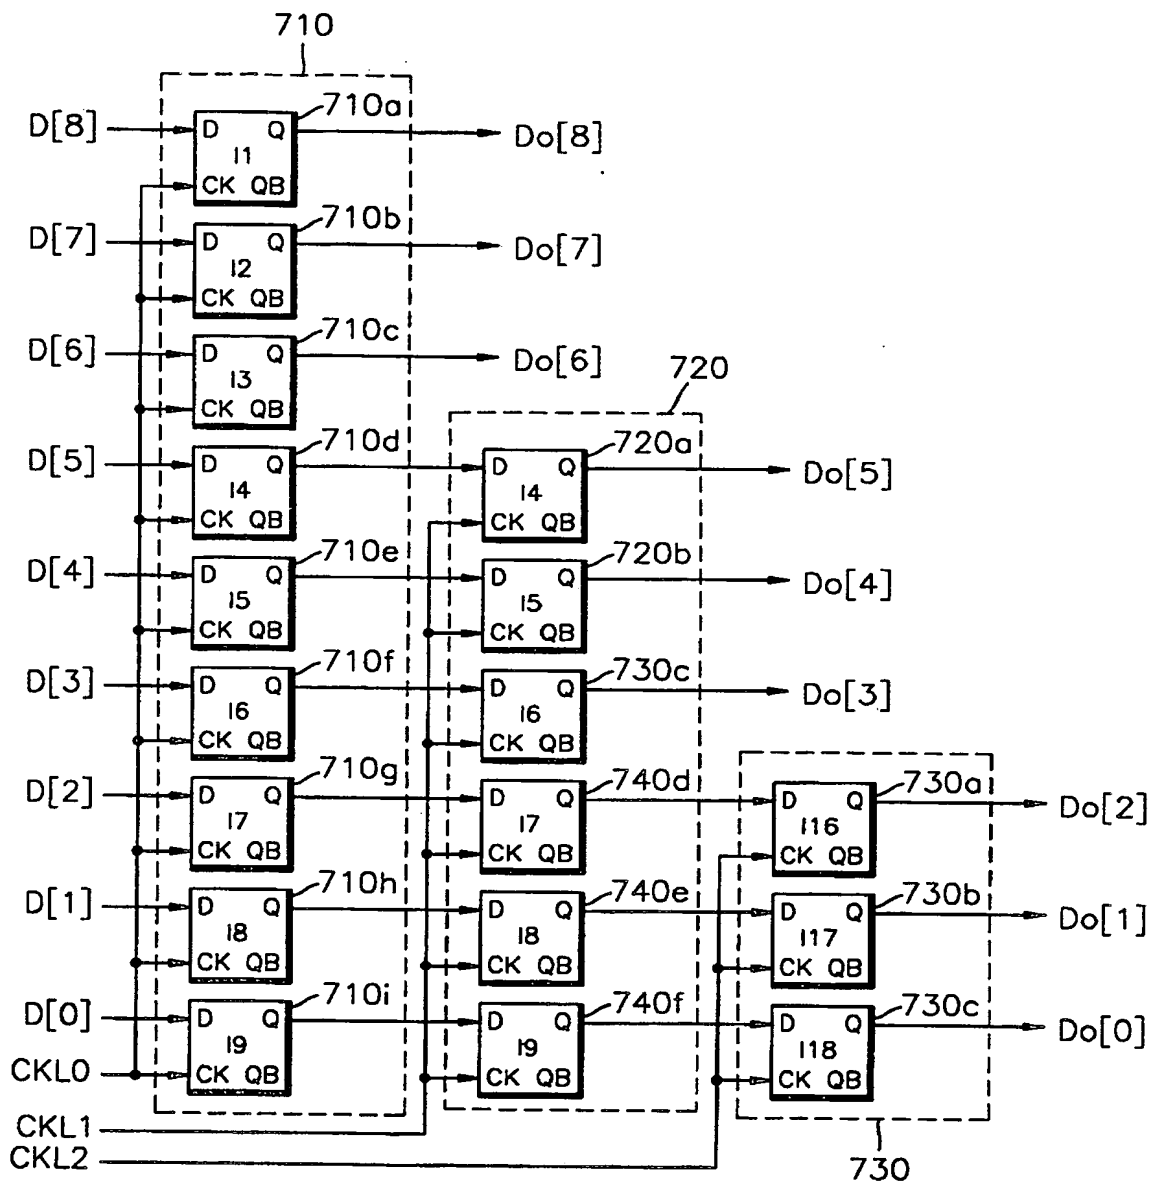 710
D[8] D Q 710a Do[8]
I1
CK QB
D[7] D Q 710b Do[7]
I2
CK QB
D[6] D Q 710c Do[6]
I3
CK QB
720
D[5] D Q 710d D Q 720a Do[5]
I4 I4
CK QB CK QB
D[4] D Q 710e D Q 720b Do[4]
I5 I5
CK QB CK QB
D[3] D Q 710f D Q 730c Do[3]
I6 I6
CK QB CK QB
D[2] D Q 710g D Q 740d D Q 730a Do[2]
I7 I7 I16
CK QB CK QB CK QB
D[1] D Q 710h D Q 740e D Q 730b Do[1]
I8 I8 I17
CK QB CK QB CK QB
D[0] D Q 710i D Q 740f D Q 730c Do[0]
I9 I9 I18
CKL0 CK QB CK QB CK QB
CKL1
CKL2
730